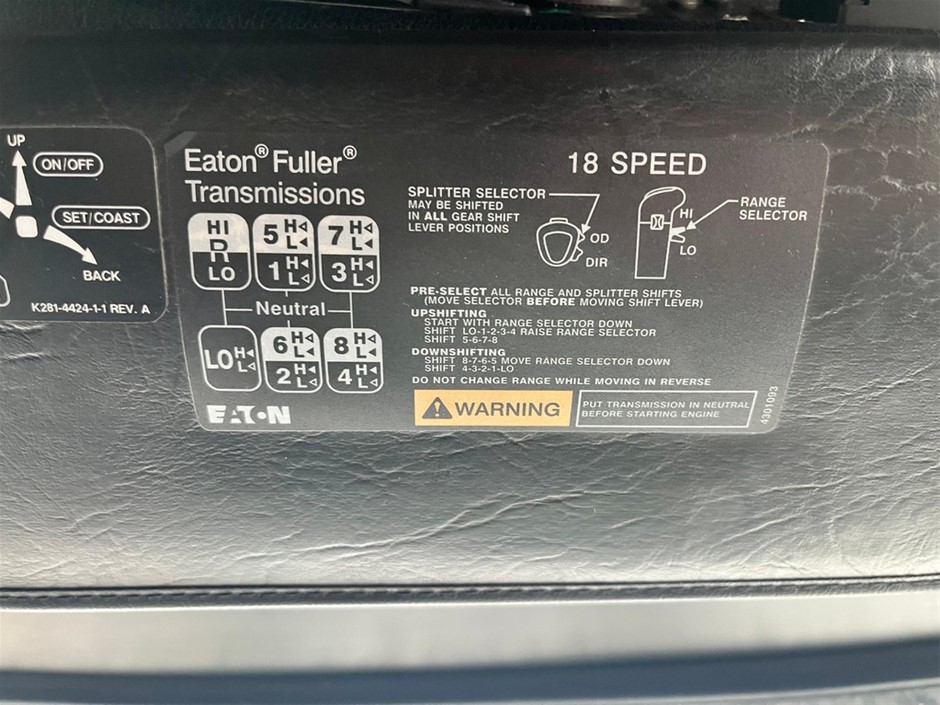 UP
ON/OFF
SET/COAST
BACK
K281-4424-1-1 REV. A
Eaton® Fuller®
Transmissions
18 SPEED
HI
R
LO
5 H L
1 H L
7 H L
3 H L
Neutral
LO H L
6 H L
2 H L
8 H L
4 H L
EATON
SPLITTER SELECTOR
MAY BE SHIFTED
IN ALL GEAR SHIFT
LEVER POSITIONS
OD
DIR
HI
LO
RANGE
SELECTOR
PRE-SELECT ALL RANGE AND SPLITTER SHIFTS
(MOVE SELECTOR BEFORE MOVING SHIFT LEVER)
UPSHIFTING
START WITH RANGE SELECTOR DOWN
SHIFT LO-1-2-3-4 RAISE RANGE SELECTOR
SHIFT 5-6-7-8
DOWNSHIFTING
SHIFT 8-7-6-5 MOVE RANGE SELECTOR DOWN
SHIFT 4-3-2-1-LO
DO NOT CHANGE RANGE WHILE MOVING IN REVERSE
WARNING
PUT TRANSMISSION IN NEUTRAL
BEFORE STARTING ENGINE
4301093